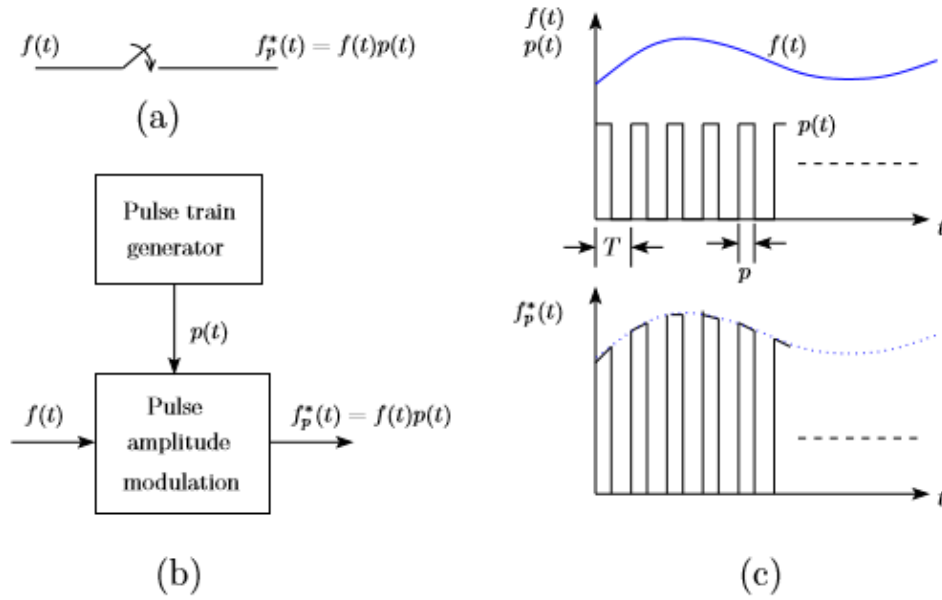 f(t)
f*p(t) = f(t)p(t)
(a)
Pulse train
generator
p(t)
f(t)
Pulse
amplitude
modulation
f*p(t) = f(t)p(t)
(b)
f(t)
p(t)
f(t)
p(t)
t
T
p
f*p(t)
t
(c)